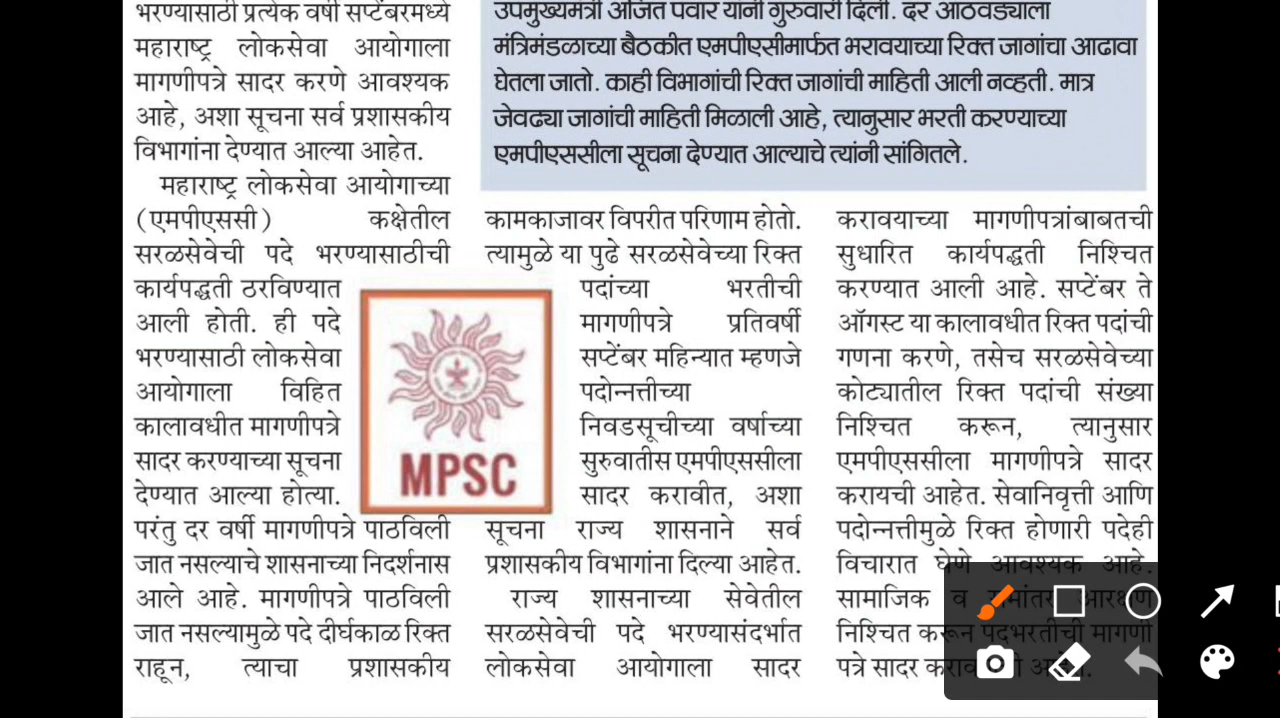 भरण्यासाठी प्रत्येक वर्षी सप्टेंबरमध्ये
महाराष्ट्र लोकसेवा आयोगाला
मागणीपत्रे सादर करणे आवश्यक
आहे, अशा सूचना सर्व प्रशासकीय
विभागांना देण्यात आल्या आहेत.
महाराष्ट्र लोकसेवा आयोगाच्या
(एमपीएससी) कक्षेतील
सरळसेवेची पदे भरण्यासाठीची
कार्यपद्धती ठरविण्यात
आली होती. ही पदे
भरण्यासाठी लोकसेवा
आयोगाला विहित
कालावधीत मागणीपत्रे
सादर करण्याच्या सूचना
देण्यात आल्या होत्या.
परंतु दर वर्षी मागणीपत्रे पाठविली
जात नसल्याचे शासनाच्या निदर्शनास
आले आहे. मागणीपत्रे पाठविली
जात नसल्यामुळे पदे दीर्घकाळ रिक्त
राहून, त्याचा प्रशासकीय
उपमुख्यमंत्री अजित पवार यांनी गुरुवारी दिली. दर आठवड्याला
मंत्रिमंडळाच्या बैठकीत एमपीएसीमार्फत भरावयाच्या रिक्त जागांचा आढावा
घेतला जातो. काही विभागांची रिक्त जागांची माहिती आली नव्हती. मात्र
जेवढ्या जागांची माहिती मिळाली आहे, त्यानुसार भरती करण्याच्या
एमपीएससीला सूचना देण्यात आल्याचे त्यांनी सांगितले.
कामकाजावर विपरीत परिणाम होतो.
त्यामुळे या पुढे सरळसेवेच्या रिक्त
पदांच्या भरतीची
मागणीपत्रे प्रतिवर्षी
सप्टेंबर महिन्यात म्हणजे
पदोन्नत्तीच्या
निवडसूचीच्या वर्षाच्या
सुरुवातीस एमपीएससीला
सादर करावीत, अशा
सूचना राज्य शासनाने सर्व
प्रशासकीय विभागांना दिल्या आहेत.
राज्य शासनाच्या सेवेतील
सरळसेवेची पदे भरण्यासंदर्भात
लोकसेवा आयोगाला सादर
MPSC
करावयाच्या मागणीपत्रांबाबतची
सुधारित कार्यपद्धती निश्चित
करण्यात आली आहे. सप्टेंबर ते
ऑगस्ट या कालावधीत रिक्त पदांची
गणना करणे, तसेच सरळसेवेच्या
कोट्यातील रिक्त पदांची संख्या
निश्चित करून, त्यानुसार
एमपीएससीला मागणीपत्रे सादर
करायची आहेत. सेवानिवृत्ती आणि
पदोन्नत्तीमुळे रिक्त होणारी पदेही
विचारात घेणे आवश्यक आहे.
सामाजिक व समांतर आरक्षण
निश्चित करून पदभरतीची मागणी
पत्रे सादर